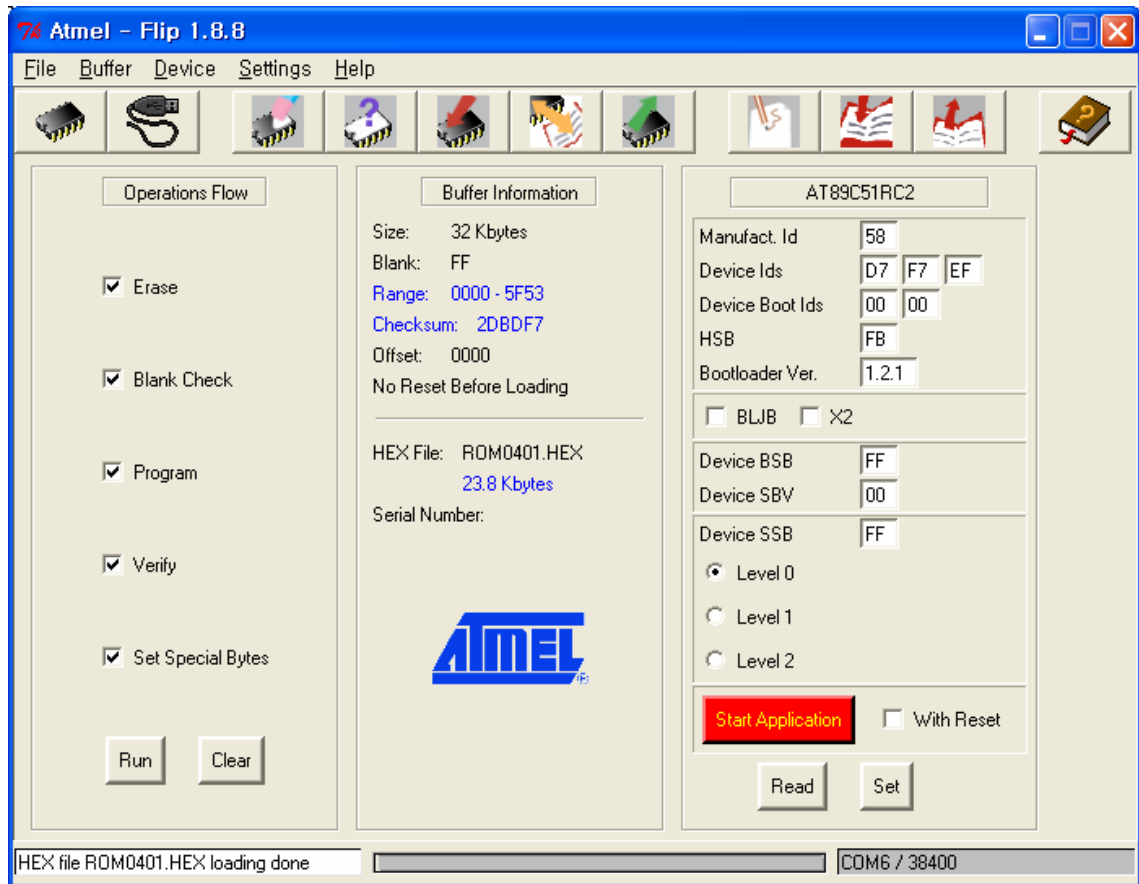 Atmel - Flip 1.8.8
File Buffer Device Settings Help
Operations Flow
Erase
Blank Check
Program
Verify
Set Special Bytes
Run Clear
Buffer Information
Size: 32 Kbytes
Blank: FF
Range: 0000 - 5F53
Checksum: 2DBDF7
Offset: 0000
No Reset Before Loading
HEX File: ROM0401.HEX
23.8 Kbytes
Serial Number:
ATMEL
®
AT89C51RC2
Manufact. Id 58
Device Ids D7 F7 EF
Device Boot Ids 00 00
HSB FB
Bootloader Ver. 1.2.1
BLJB X2
Device BSB FF
Device SBV 00
Device SSB FF
Level 0
Level 1
Level 2
Start Application With Reset
Read Set
HEX file ROM0401.HEX loading done
COM6 / 38400